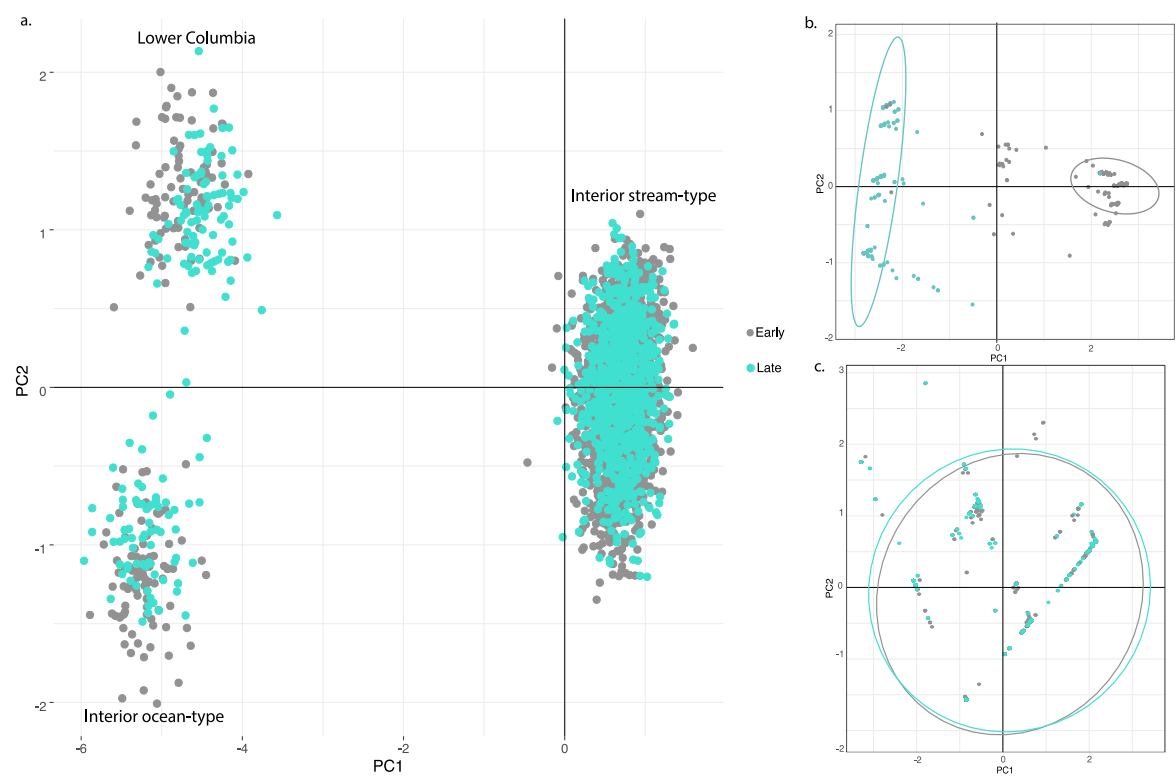 a.
Lower Columbia
Interior stream-type
Interior ocean-type
2
1
0
-1
-2
PC2
-6
-4
-2
0
PC1
Early
Late
b.
2
1
0
-1
-2
PC2
-2
0
2
PC1
c.
3
2
1
0
-1
-2
PC2
-2
0
2
PC1